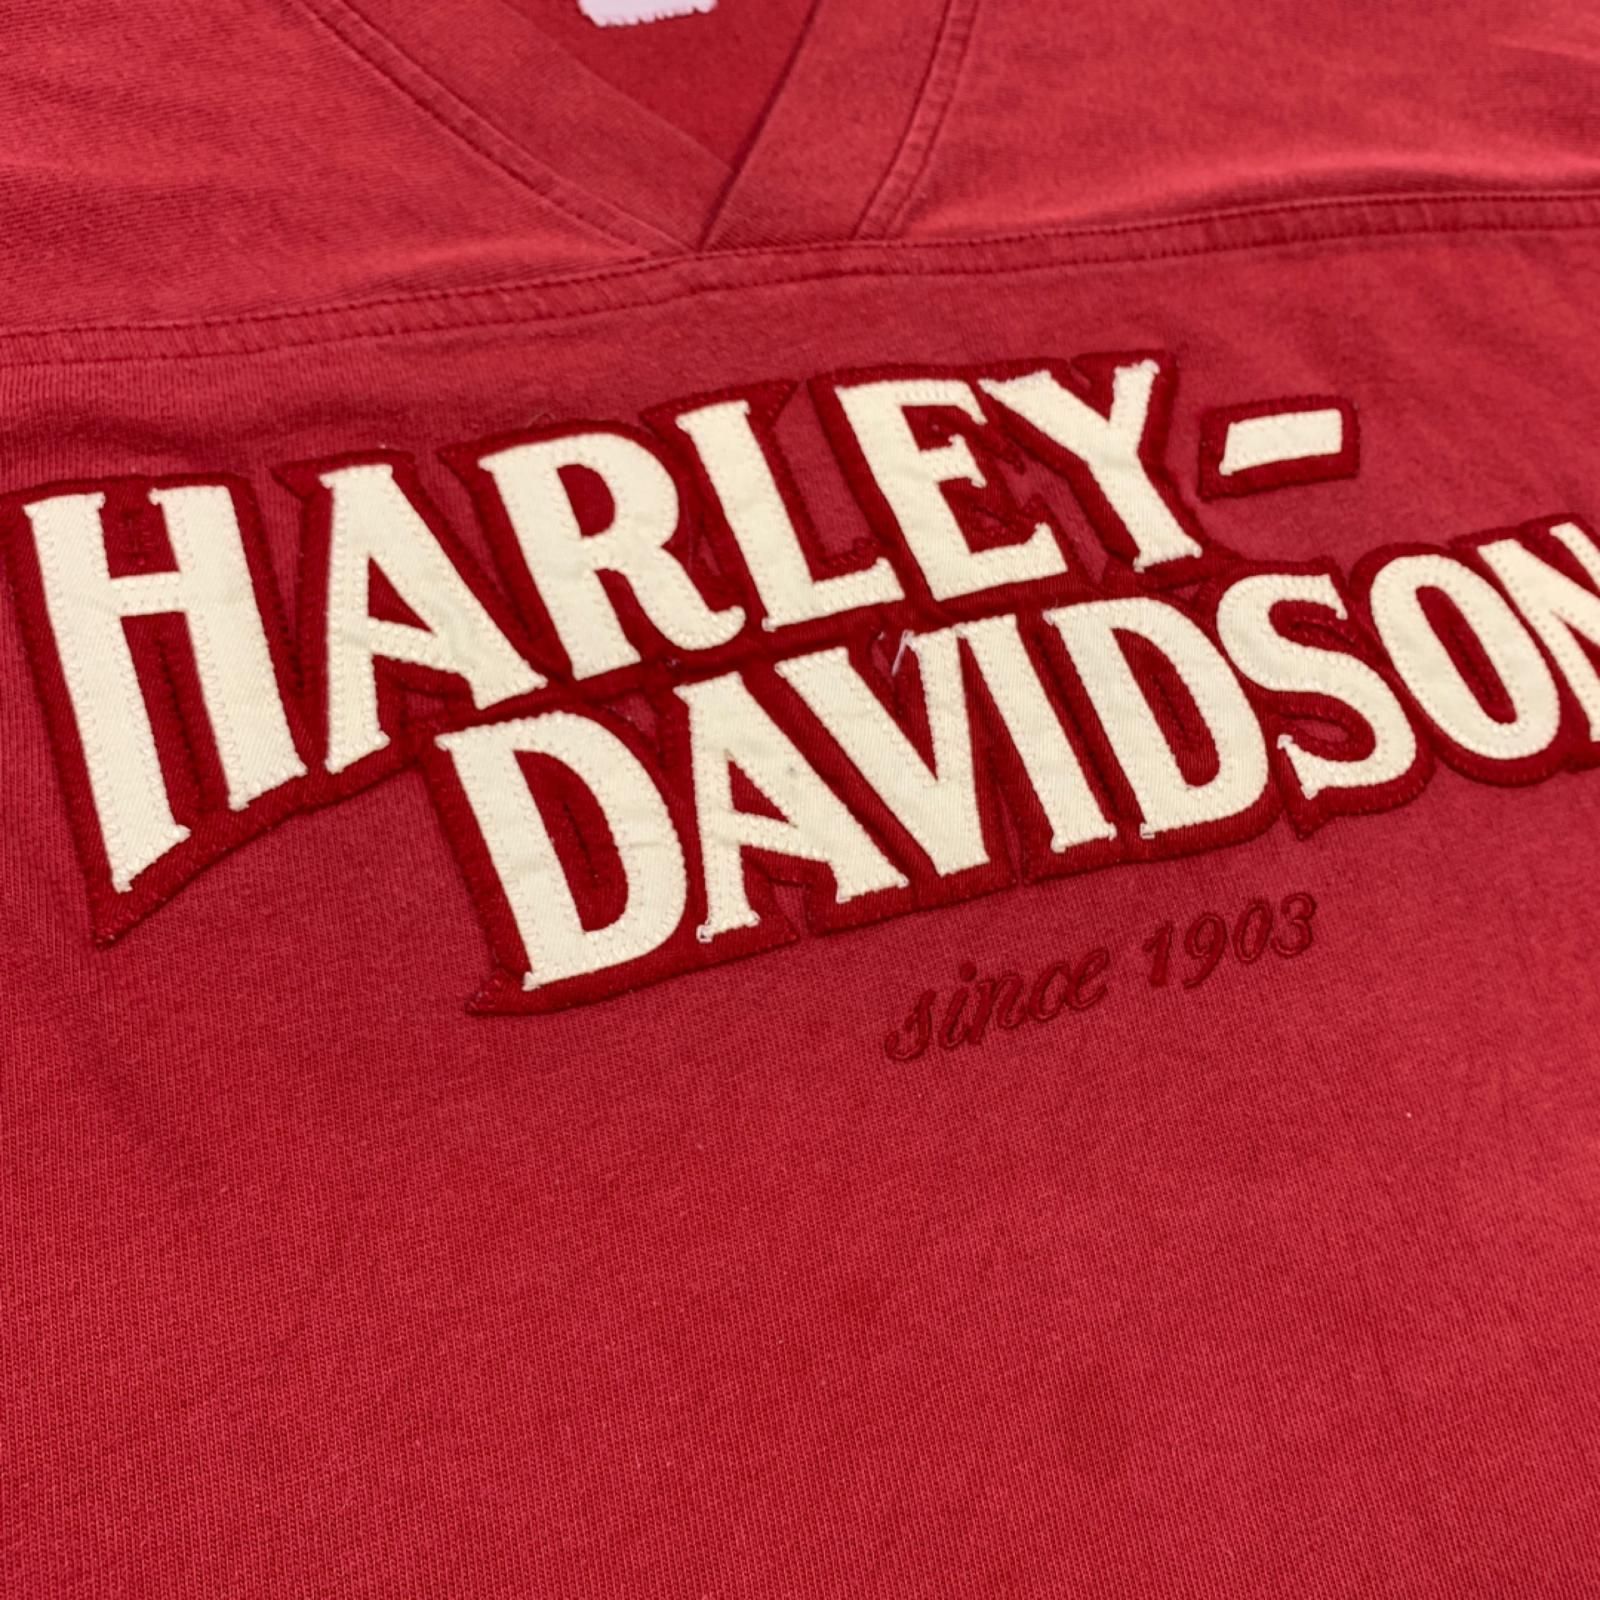 HARLEY-
DAVIDSON
since 1903